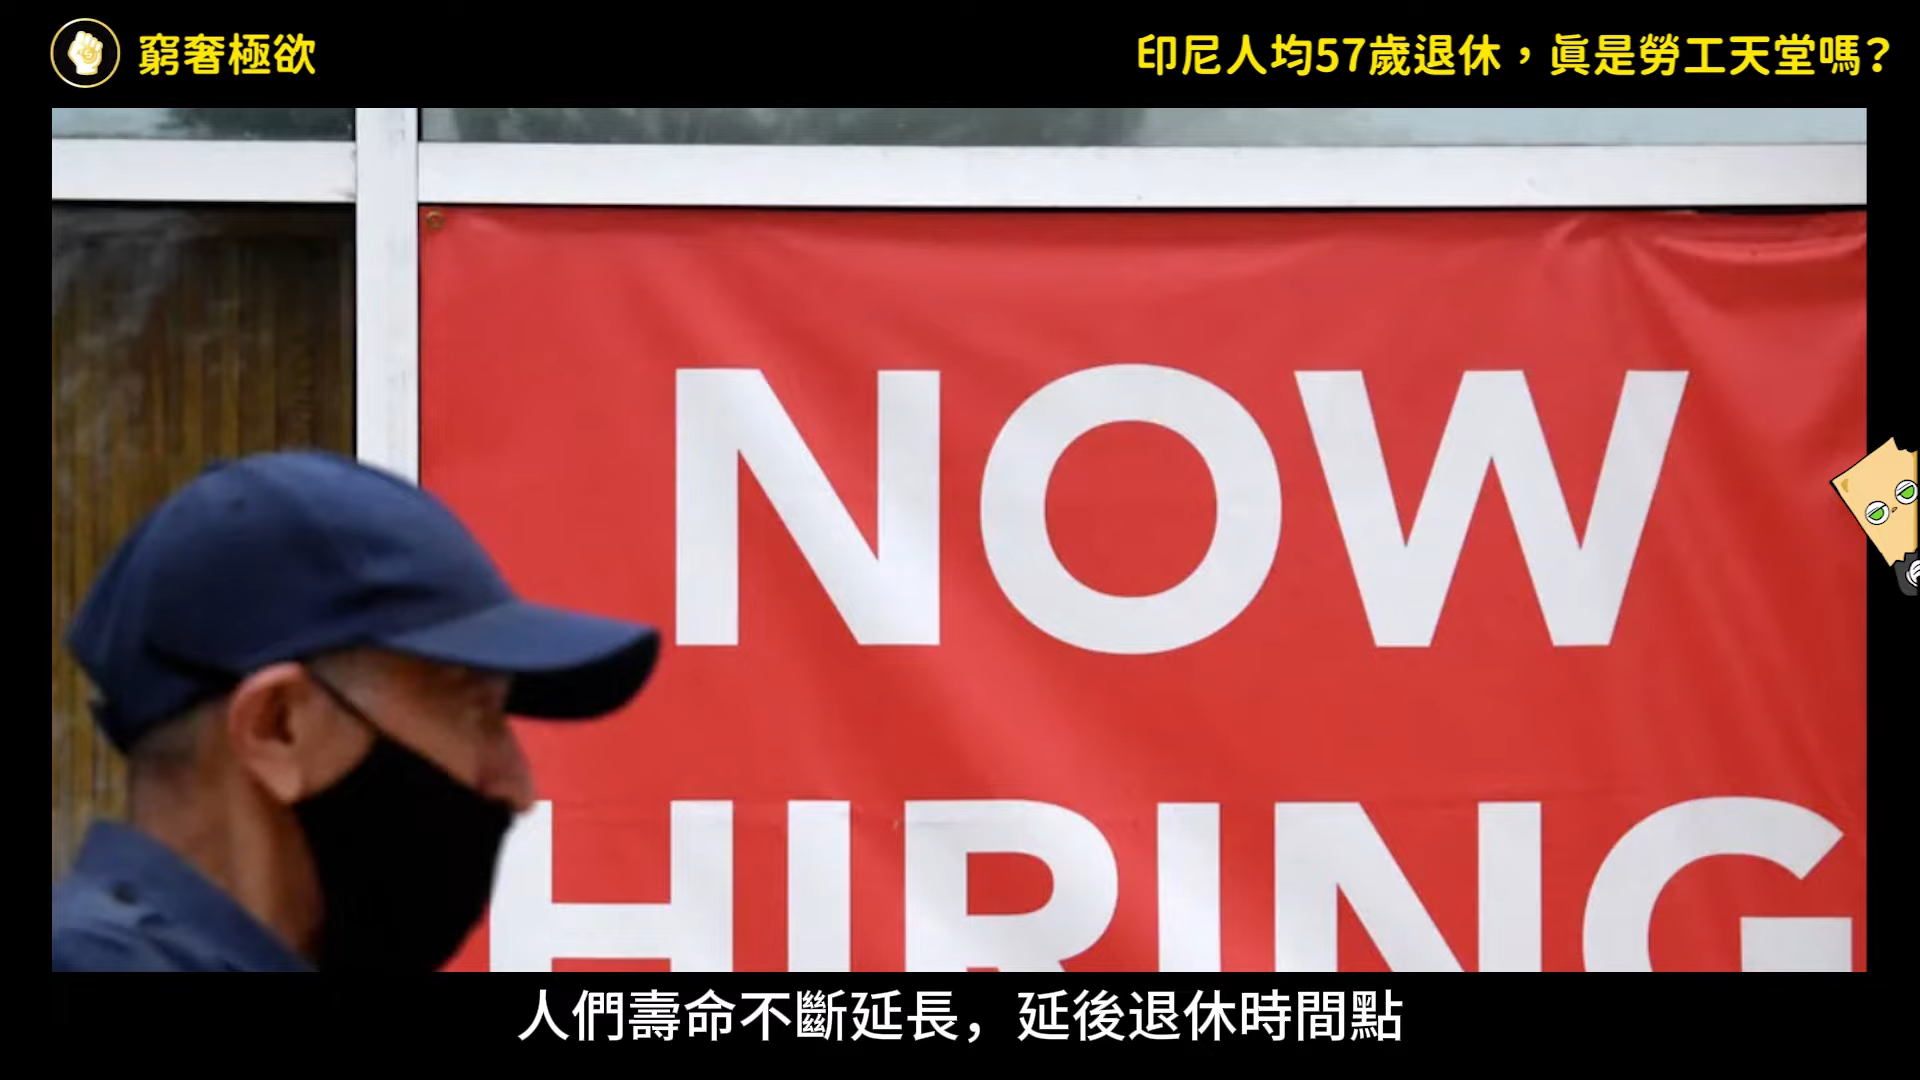 窮奢極欲
印尼人均57歲退休，真是勞工天堂嗎？
NOW
HIRING
人們壽命不斷延長，延後退休時間點